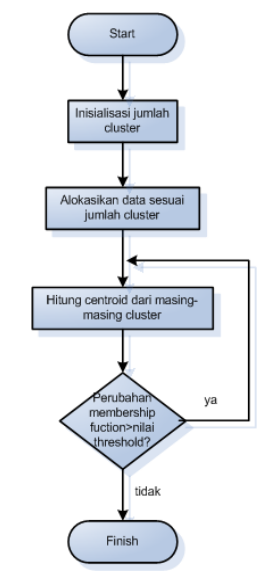 Start
Inisialisasi jumlah
cluster
Alokasikan data sesuai
jumlah cluster
Hitung centroid dari masing-
masing cluster
Perubahan
membership
fuction>nilai
threshold?
ya
tidak
Finish